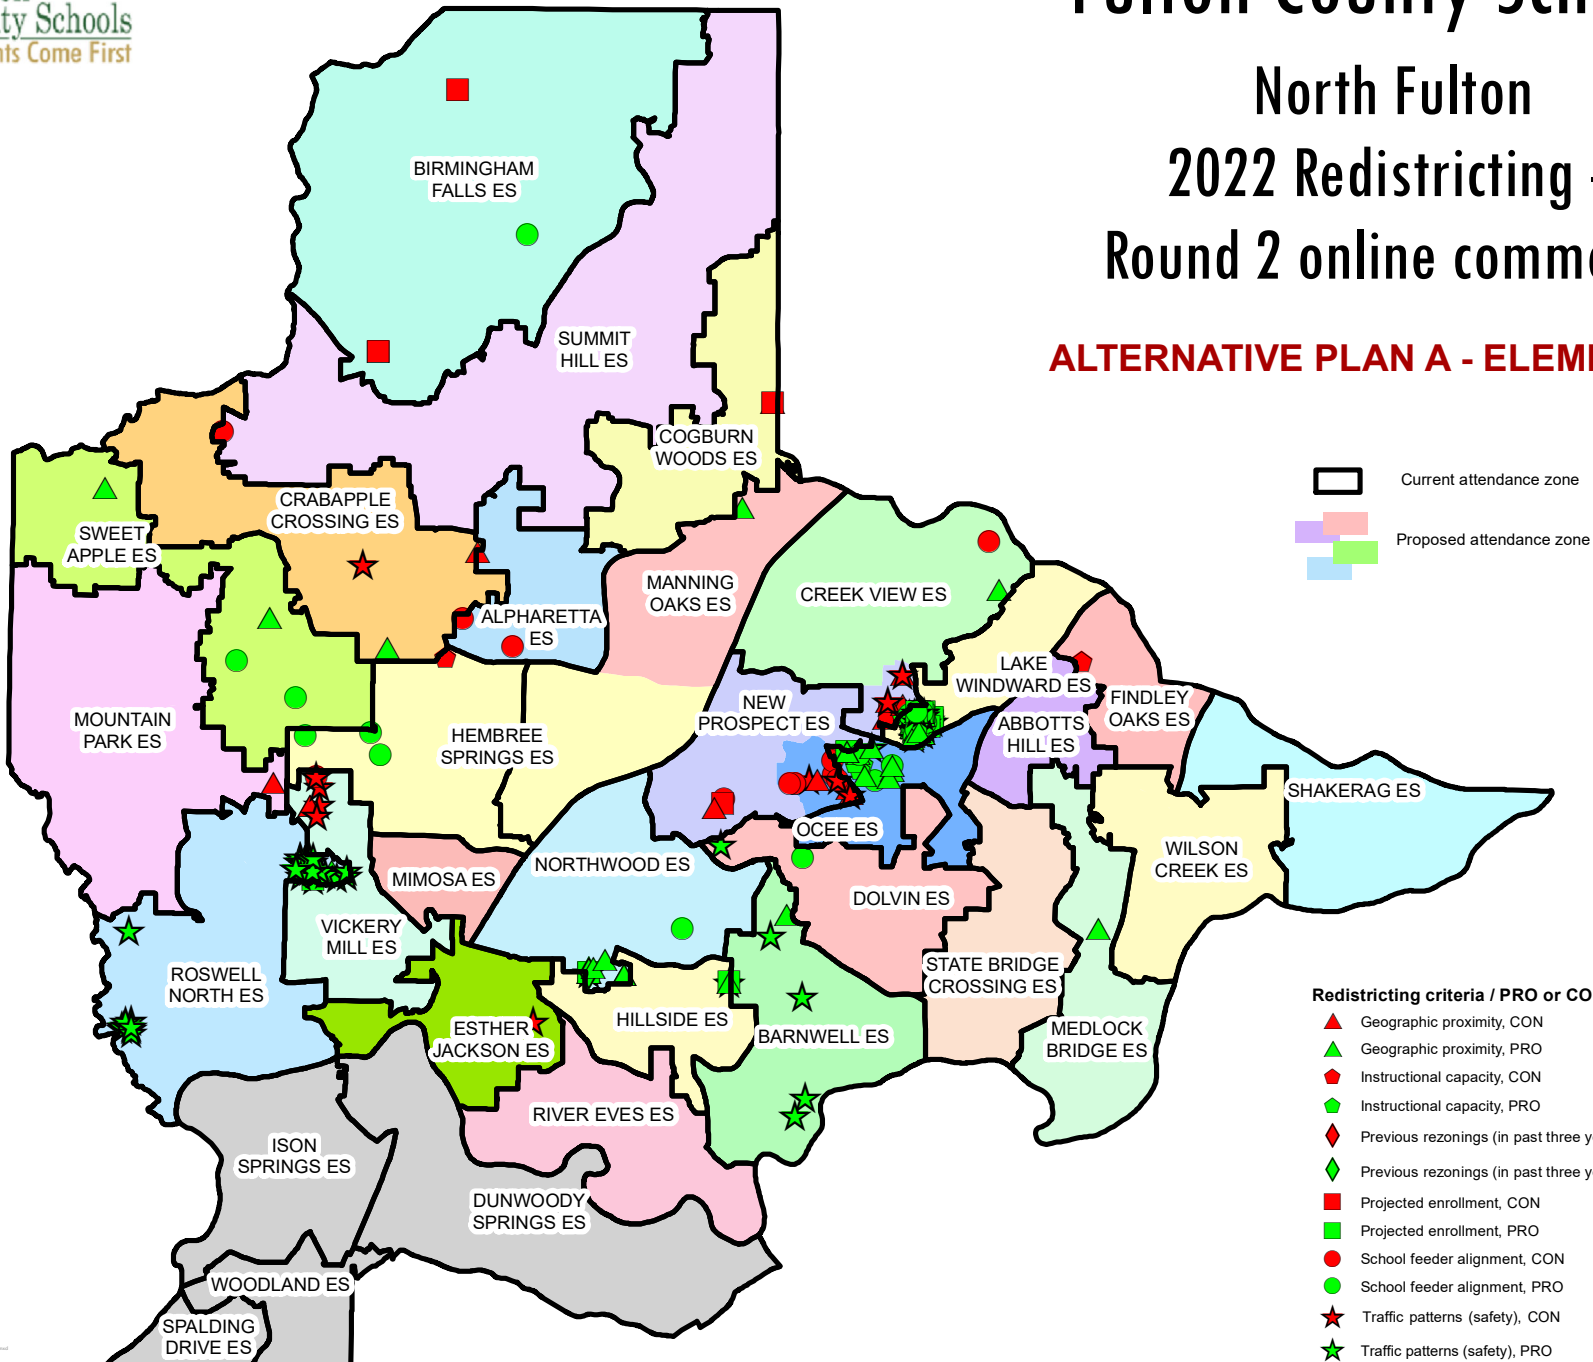 ty Schools
nts Come First
North Fulton
2022 Redistricting -
Round 2 online comme
ALTERNATIVE PLAN A - ELEM
Current attendance zone
Proposed attendance zone
BIRMINGHAM
FALLS ES
SUMMIT
HILL ES
COGBURN
WOODS ES
CRABAPPLE
CROSSING ES
SWEET
APPLE ES
ALPHARETTA
ES
MANNING
OAKS ES
CREEK VIEW ES
LAKE
WINDWARD ES
FINDLEY
OAKS ES
ABBOTTS
HILL ES
NEW
PROSPECT ES
MOUNTAIN
PARK ES
HEMBREE
SPRINGS ES
SHAKERAG ES
OCEE ES
WILSON
CREEK ES
NORTHWOOD ES
MIMOSA ES
DOLVIN ES
VICKERY
MILL ES
ROSWELL
NORTH ES
STATE BRIDGE
CROSSING ES
HILLSIDE ES
ESTHER
JACKSON ES
BARNWELL ES
MEDLOCK
BRIDGE ES
RIVER EVES ES
ISON
SPRINGS ES
DUNWOODY
SPRINGS ES
WOODLAND ES
SPALDING
DRIVE ES
Redistricting criteria / PRO or CO
Geographic proximity, CON
Geographic proximity, PRO
Instructional capacity, CON
Instructional capacity, PRO
Previous rezonings (in past three y
Previous rezonings (in past three y
Projected enrollment, CON
Projected enrollment, PRO
School feeder alignment, CON
School feeder alignment, PRO
Traffic patterns (safety), CON
Traffic patterns (safety), PRO